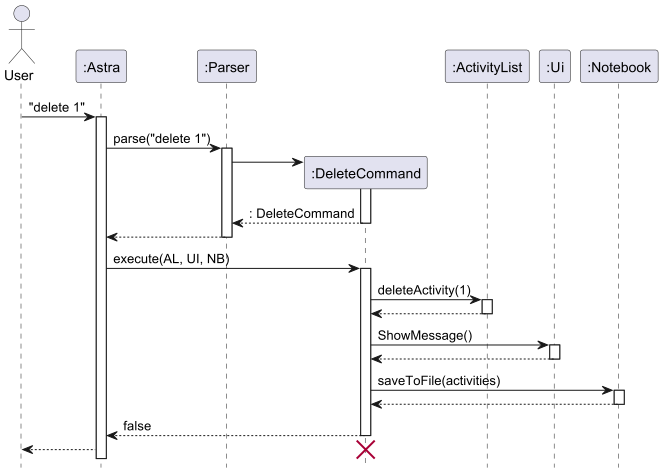 User
:Astra
:Parser
:ActivityList
:Ui
:Notebook
"delete 1"
parse("delete 1")
:DeleteCommand
: DeleteCommand
execute(AL, UI, NB)
deleteActivity(1)
ShowMessage()
saveToFile(activities)
false